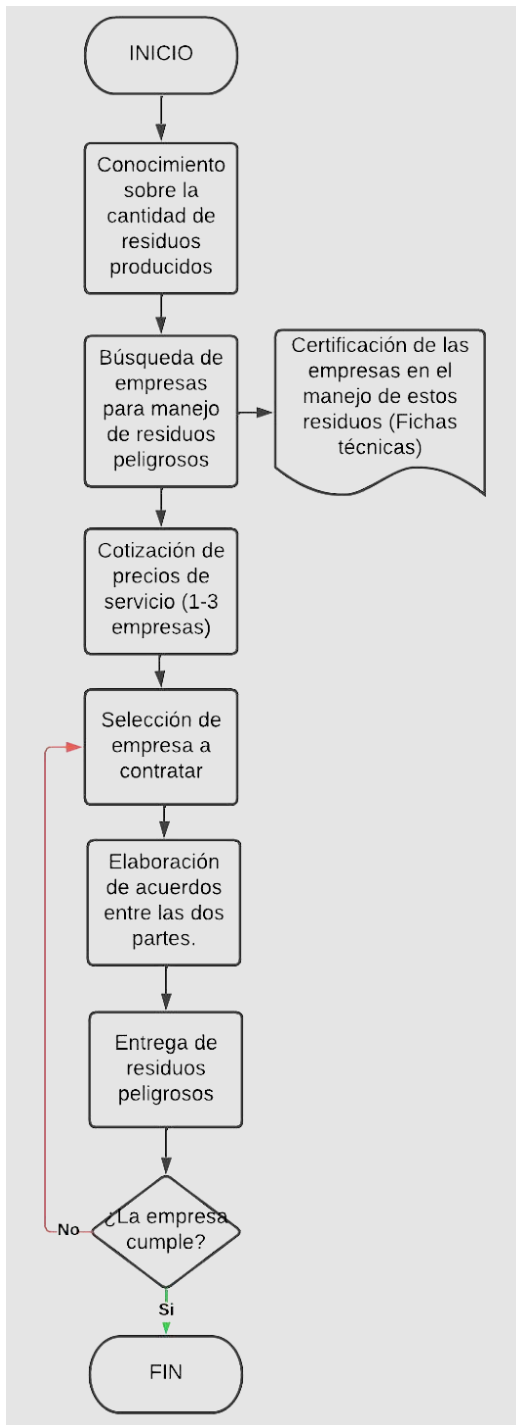 INICIO
Conocimiento
sobre la
cantidad de
residuos
producidos
Búsqueda de
empresas
para manejo
de residuos
peligrosos
Certificación de las
empresas en el
manejo de estos
residuos (Fichas
técnicas)
Cotización de
precios de
servicio (1-3
empresas)
Selección de
empresa a
contratar
Elaboración
de acuerdos
entre las dos
partes.
Entrega de
residuos
peligrosos
¿La empresa
cumple?
No
Si
FIN